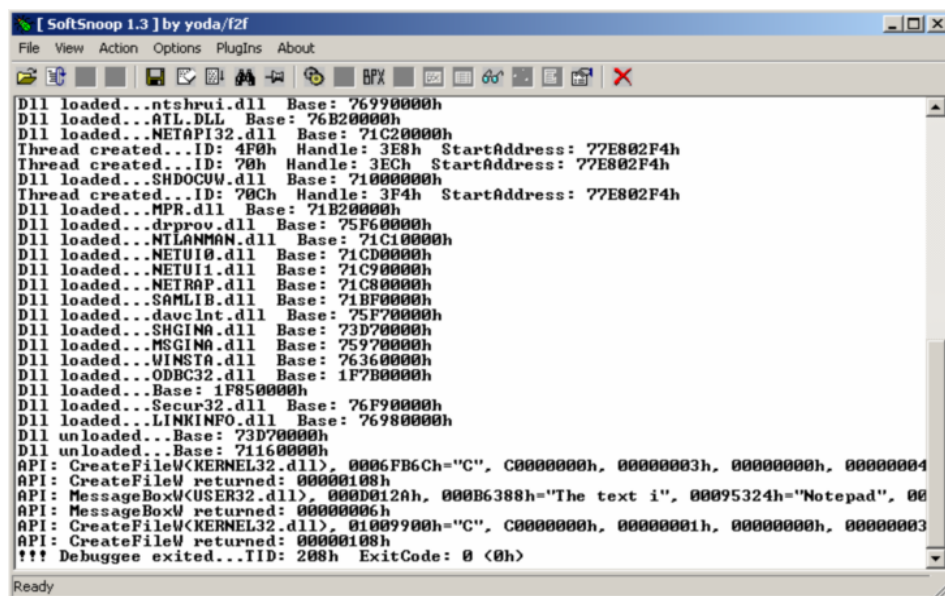 [ SoftSnoop 1.3 ] by yoda/f2f
File View Action Options PlugIns About
BPX
Dll loaded...ntshrui.dll Base: 76990000h
Dll loaded...ATL.DLL Base: 76B20000h
Dll loaded...NETAPI32.dll Base: 71C20000h
Thread created...ID: 4F0h Handle: 3E8h StartAddress: 77E802F4h
Thread created...ID: 70h Handle: 3ECh StartAddress: 77E802F4h
Dll loaded...SHDOCVW.dll Base: 71000000h
Thread created...ID: 70Ch Handle: 3F4h StartAddress: 77E802F4h
Dll loaded...MPR.dll Base: 71B20000h
Dll loaded...drprov.dll Base: 75F60000h
Dll loaded...NTLANMAN.dll Base: 71C10000h
Dll loaded...NETUI0.dll Base: 71CD0000h
Dll loaded...NETUI1.dll Base: 71C90000h
Dll loaded...NETRAP.dll Base: 71C80000h
Dll loaded...SAMLIB.dll Base: 71BF0000h
Dll loaded...davclnt.dll Base: 75F70000h
Dll loaded...SHGINA.dll Base: 73D70000h
Dll loaded...MSGINA.dll Base: 75970000h
Dll loaded...WINSTA.dll Base: 76360000h
Dll loaded...ODBC32.dll Base: 1F7B0000h
Dll loaded...Base: 1F850000h
Dll loaded...Secur32.dll Base: 76F90000h
Dll loaded...LINKINFO.dll Base: 76980000h
Dll unloaded...Base: 73D70000h
Dll unloaded...Base: 71160000h
API: CreateFileW(KERNEL32.dll), 0006FB6Ch="C", C0000000h, 00000003h, 00000000h, 00000004
API: CreateFileW returned: 00000108h
API: MessageBoxW(USER32.dll), 000D012Ah, 000B6388h="The text i", 00095324h="Notepad", 00
API: MessageBoxW returned: 00000006h
API: CreateFileW(KERNEL32.dll), 01009900h="C", C0000000h, 00000001h, 00000000h, 00000003
API: CreateFileW returned: 00000108h
!!! Debuggee exited...TID: 208h ExitCode: 0 (0h)
Ready